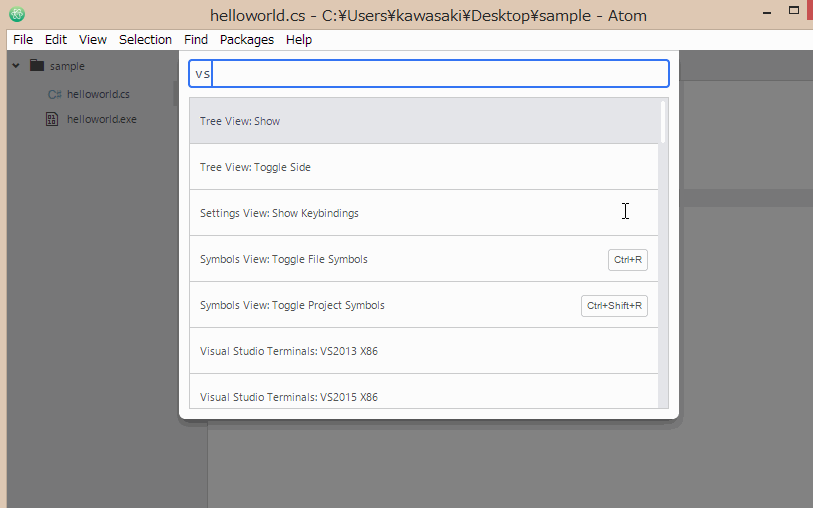 helloworld.cs - C:¥Users¥kawasaki¥Desktop¥sample - Atom
File Edit View Selection Find Packages Help
sample
C# helloworld.cs
helloworld.exe
vs
Tree View: Show
Tree View: Toggle Side
Settings View: Show Keybindings
Symbols View: Toggle File Symbols Ctrl+R
Symbols View: Toggle Project Symbols Ctrl+Shift+R
Visual Studio Terminals: VS2013 X86
Visual Studio Terminals: VS2015 X86